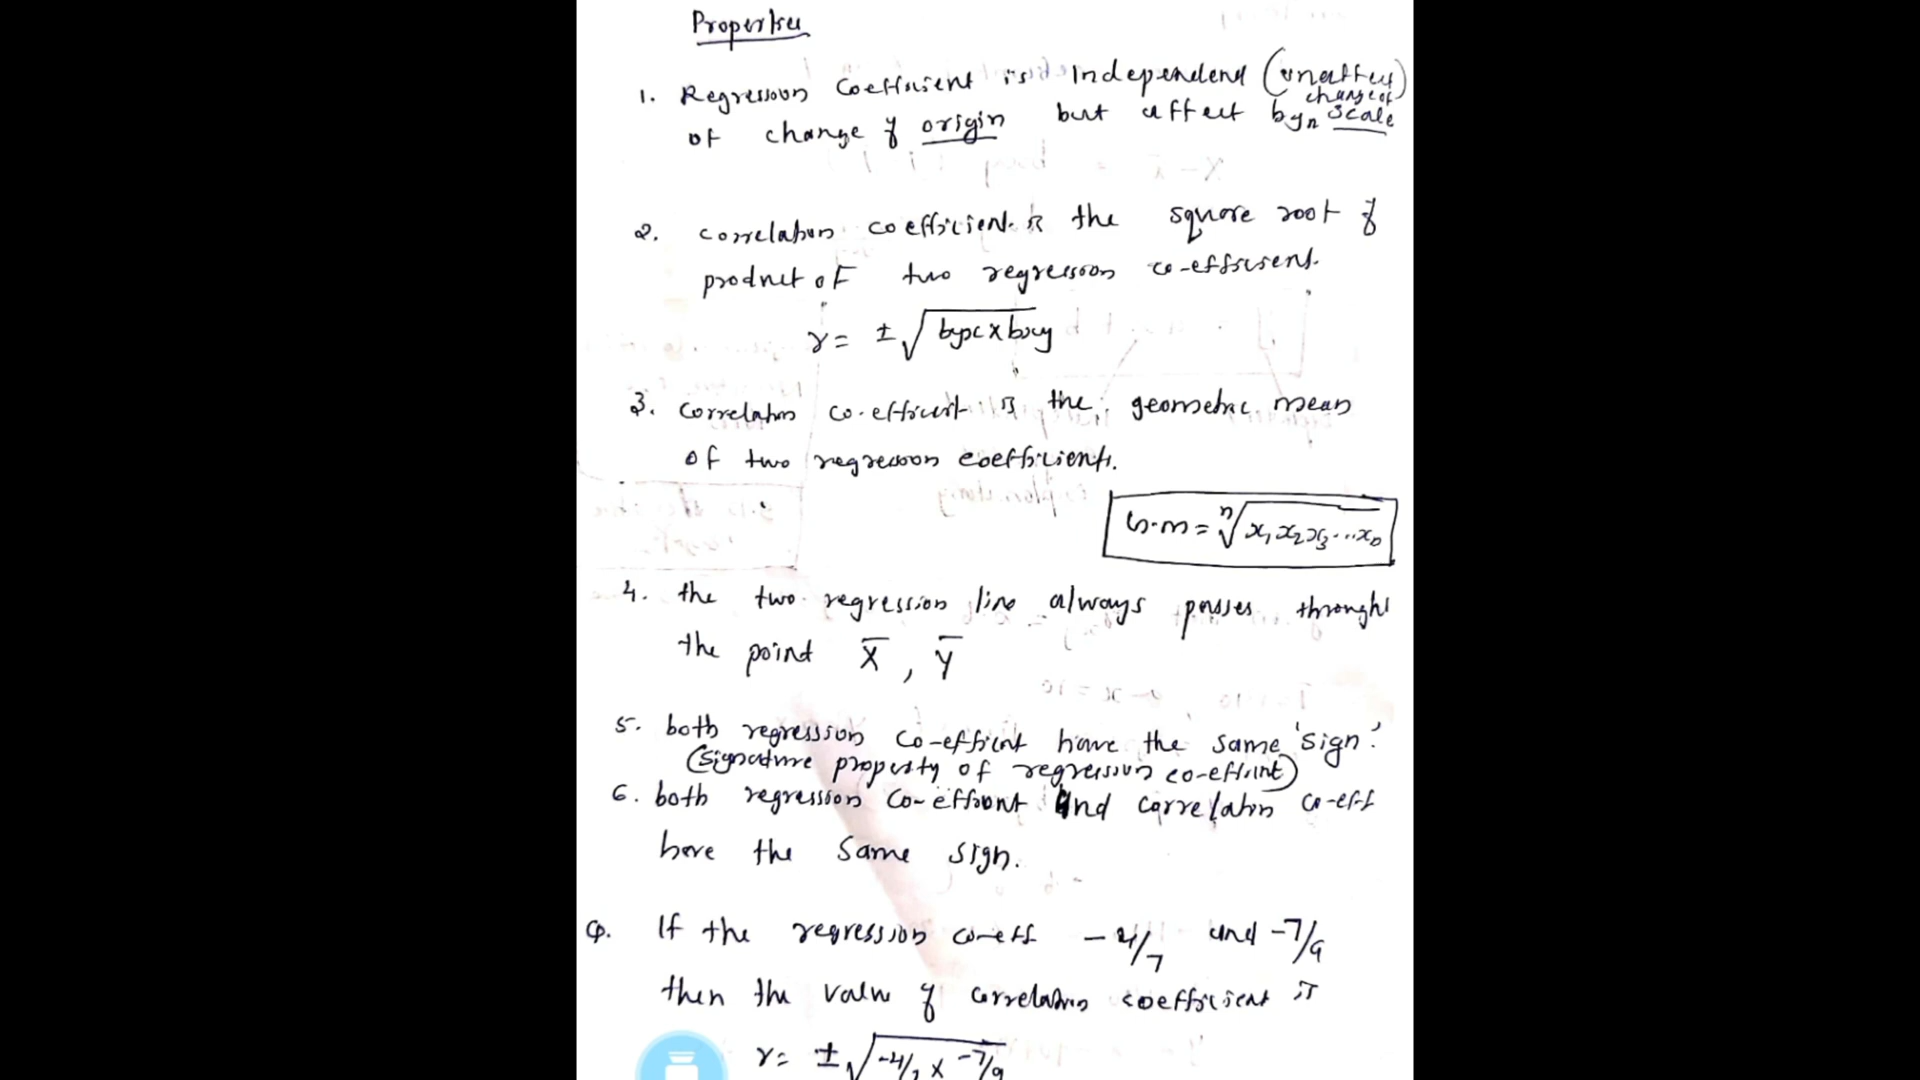 Properties
1. Regression Coefficient is Independent (unaffect)
change of
of change of origin but affect by scale
2. correlation coefficient is the square root of
product of two regression co-efficient.
r = ± √ byx x bxy
3. correlation co-efficient is the geometric mean
of two regression coefficients.
G.M = n√ x1 x2 x3 ... xn
4. the two regression line always passes through
the point X̄ , Ȳ
5. both regression co-efficient have the same 'sign'.
(signature property of regression co-efficient)
6. both regression co-efficient and correlation co-eff
have the same sign.
Q. If the regression co-eff -4/7 and -7/9
then the value of correlation coefficient is
r = ± √ -4/7 x -7/9